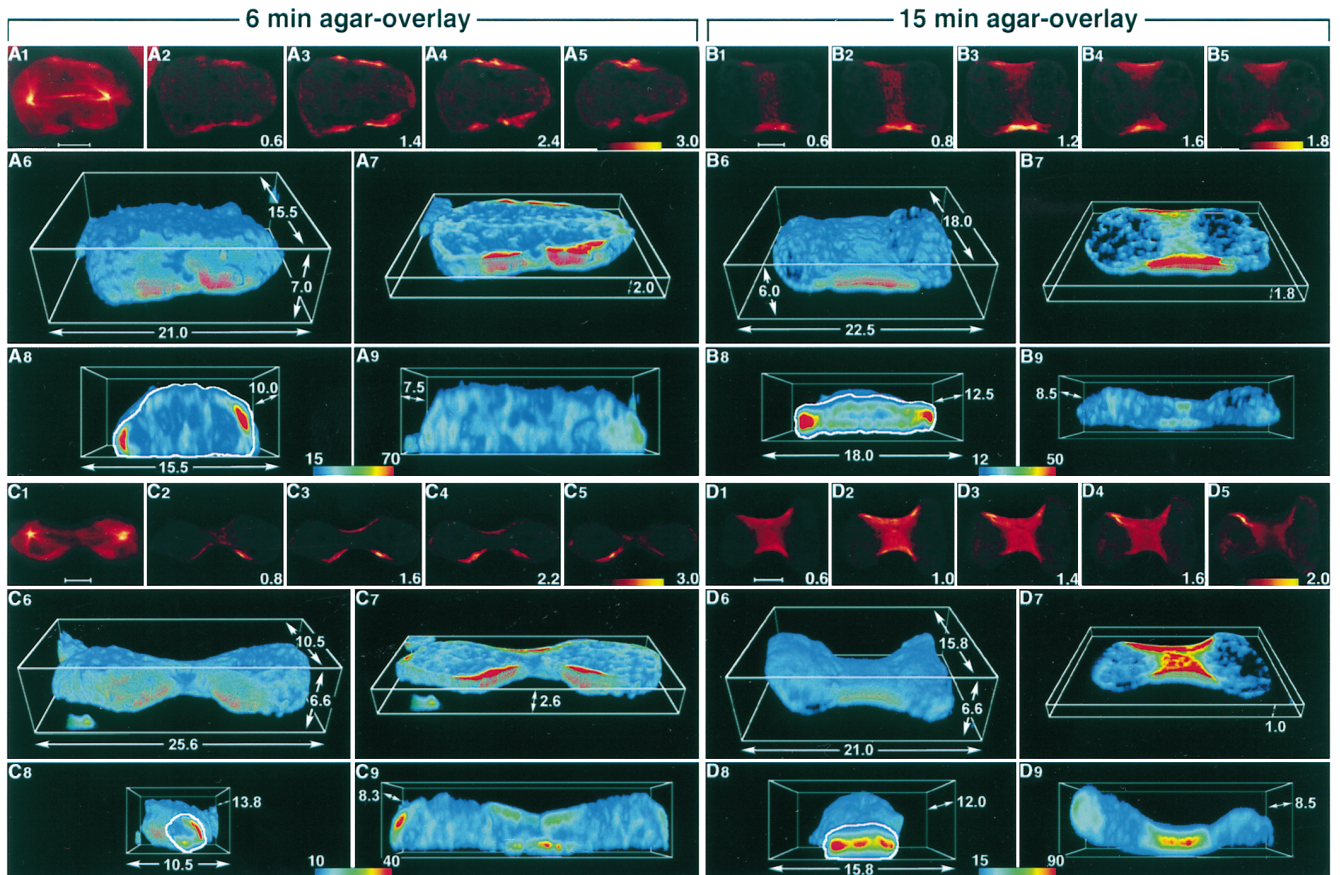 6 min agar-overlay
15 min agar-overlay
A1 A2 A3 A4 A5
0.6 1.4 2.4 3.0
B1 B2 B3 B4 B5
0.6 0.8 1.2 1.6 1.8
A6 A7
15.5
7.0
21.0
2.0
B6 B7
18.0
6.0
22.5
1.8
A8 A9
10.0
7.5
15.5
15 70
B8 B9
12.5
8.5
18.0
12 50
C1 C2 C3 C4 C5
0.8 1.6 2.2 3.0
D1 D2 D3 D4 D5
0.6 1.0 1.4 1.6 2.0
C6 C7
10.5
6.6
25.6
2.6
D6 D7
15.8
6.6
21.0
1.0
C8 C9
13.8
8.3
10.5
10 40
D8 D9
12.0
8.5
15.8
15 90